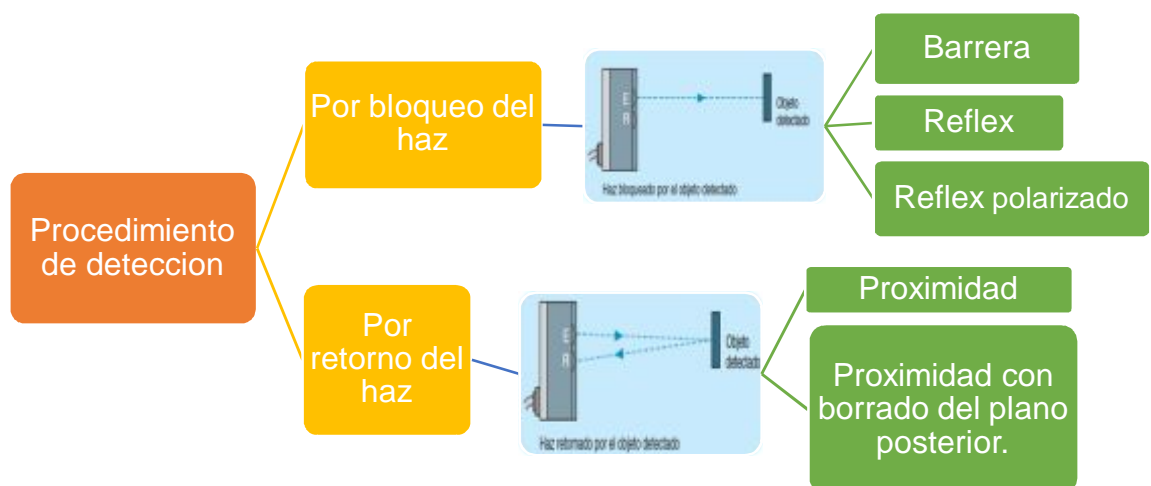 Procedimiento
de deteccion
Por bloqueo del
haz
E
R
Objeto
detectado
Haz bloqueado por el objeto detectado
Barrera
Reflex
Reflex polarizado
Por
retorno del
haz
E
R
Objeto
detectado
Haz retornado por el objeto detectado
Proximidad
Proximidad con
borrado del plano
posterior.